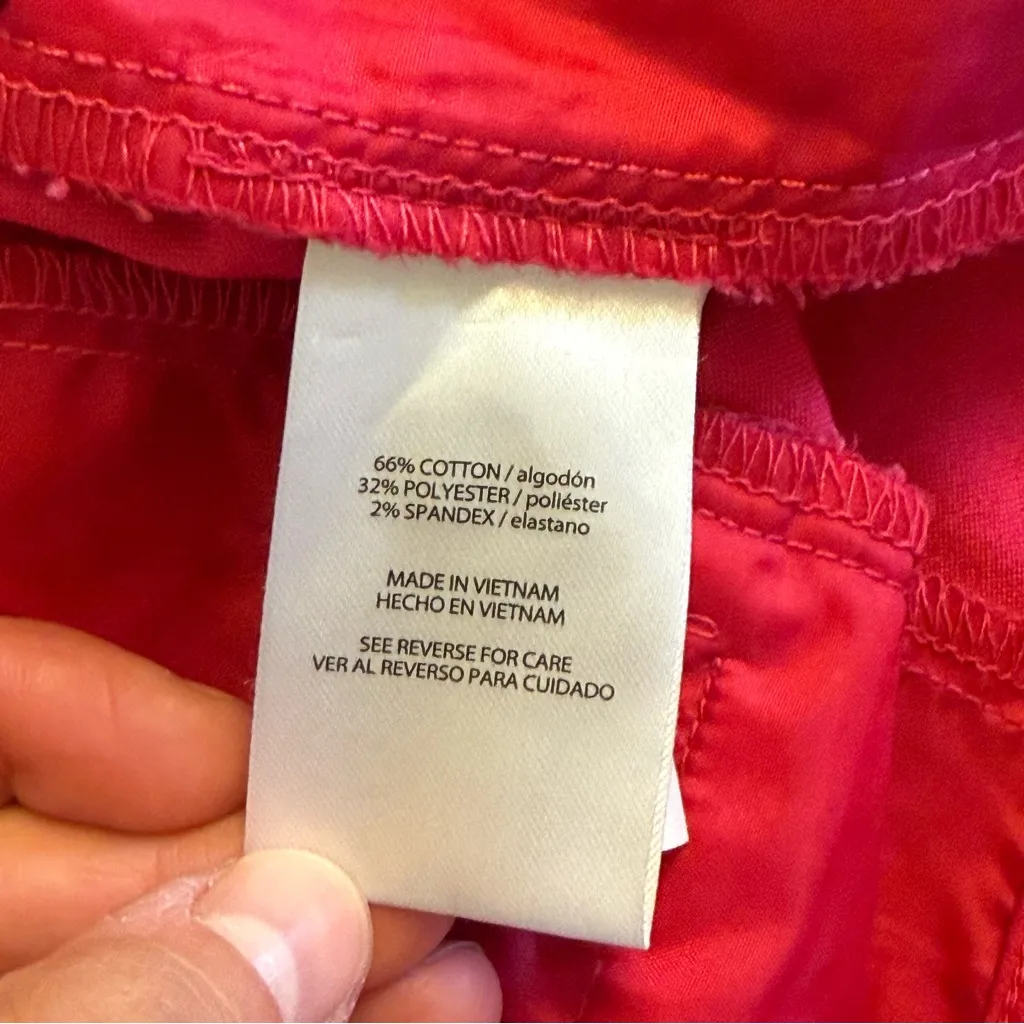 66% COTTON / algodón
32% POLYESTER / poliéster
2% SPANDEX / elastano
MADE IN VIETNAM
HECHO EN VIETNAM
SEE REVERSE FOR CARE
VER AL REVERSO PARA CUIDADO